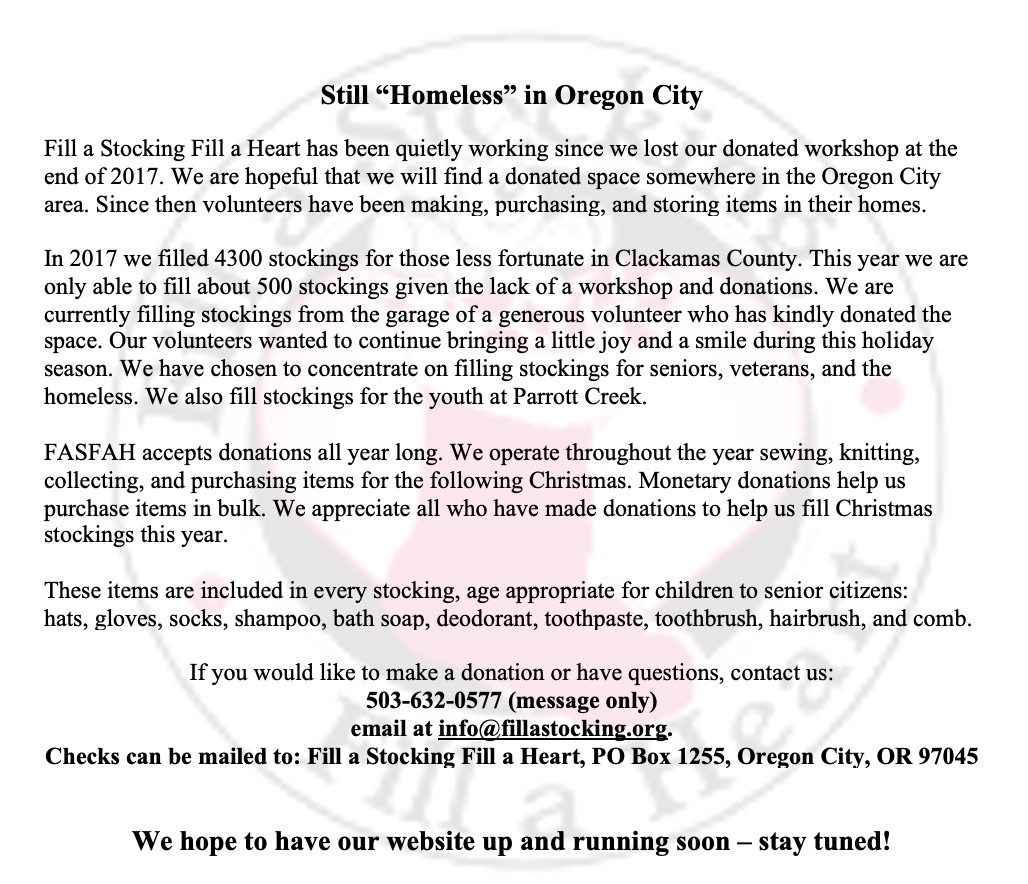 Still “Homeless” in Oregon City
Fill a Stocking Fill a Heart has been quietly working since we lost our donated workshop at the
end of 2017. We are hopeful that we will find a donated space somewhere in the Oregon City
area. Since then volunteers have been making, purchasing, and storing items in their homes.
In 2017 we filled 4300 stockings for those less fortunate in Clackamas County. This year we are
only able to fill about 500 stockings given the lack of a workshop and donations. We are
currently filling stockings from the garage of a generous volunteer who has kindly donated the
space. Our volunteers wanted to continue bringing a little joy and a smile during this holiday
season. We have chosen to concentrate on filling stockings for seniors, veterans, and the
homeless. We also fill stockings for the youth at Parrott Creek.
FASFAH accepts donations all year long. We operate throughout the year sewing, knitting,
collecting, and purchasing items for the following Christmas. Monetary donations help us
purchase items in bulk. We appreciate all who have made donations to help us fill Christmas
stockings this year.
These items are included in every stocking, age appropriate for children to senior citizens:
hats, gloves, socks, shampoo, bath soap, deodorant, toothpaste, toothbrush, hairbrush, and comb.
If you would like to make a donation or have questions, contact us:
503-632-0577 (message only)
email at info@fillastocking.org.
Checks can be mailed to: Fill a Stocking Fill a Heart, PO Box 1255, Oregon City, OR 97045
We hope to have our website up and running soon – stay tuned!
Fill a Stocking
Fill a Heart